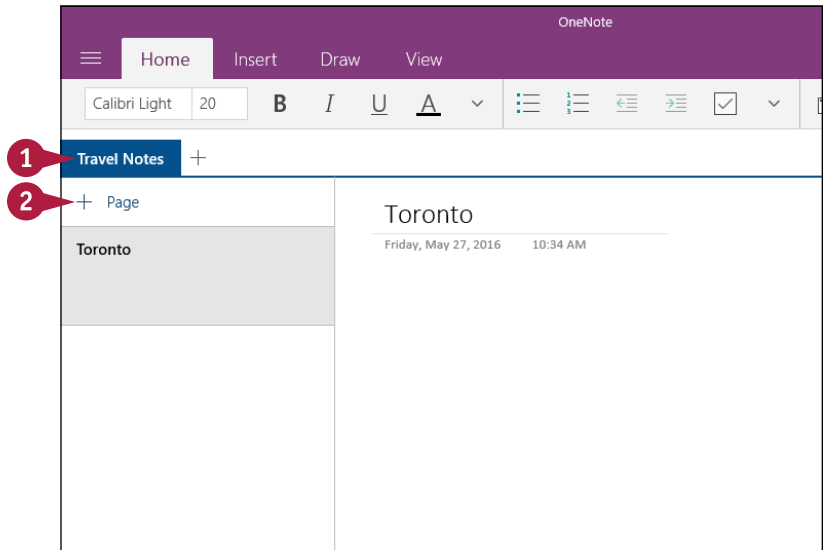 OneNote
Home Insert Draw View
Calibri Light 20 B I U A
1 Travel Notes +
2 + Page
Toronto
Toronto
Friday, May 27, 2016 10:34 AM